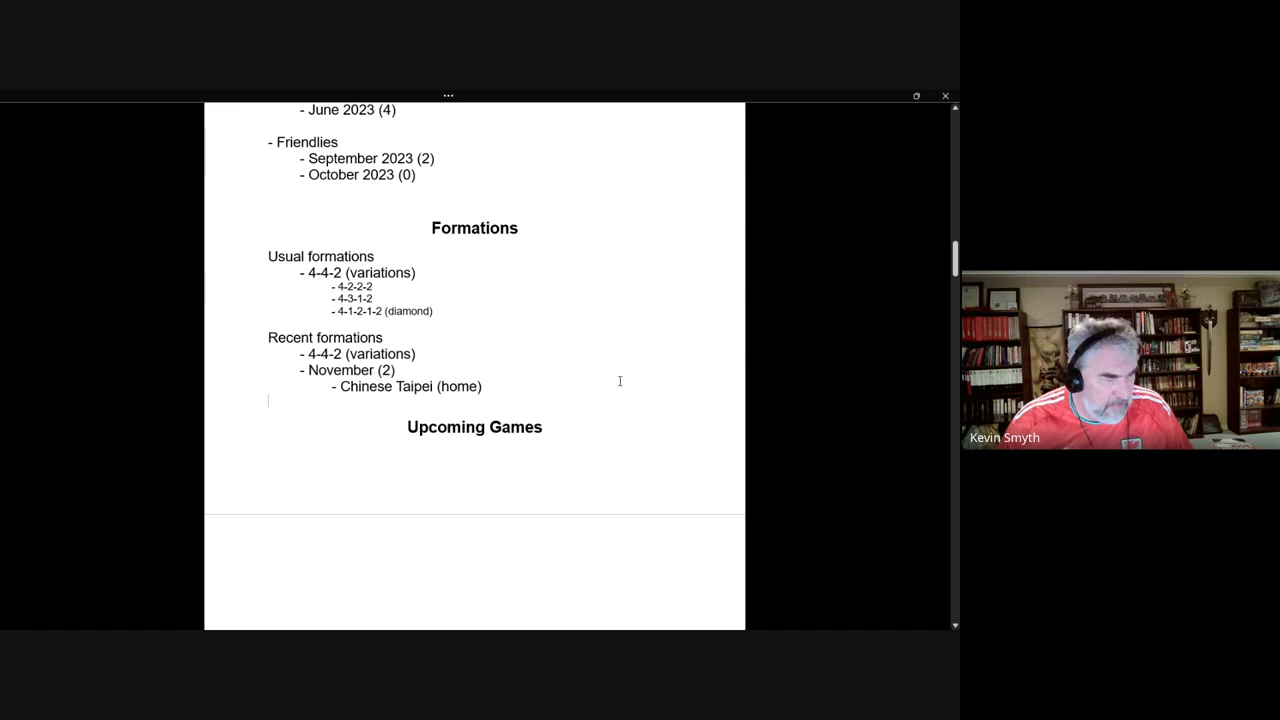 - June 2023 (4)
- Friendlies
- September 2023 (2)
- October 2023 (0)
Formations
Usual formations
- 4-4-2 (variations)
- 4-2-2-2
- 4-3-1-2
- 4-1-2-1-2 (diamond)
Recent formations
- 4-4-2 (variations)
- November (2)
- Chinese Taipei (home)
Upcoming Games
Kevin Smyth